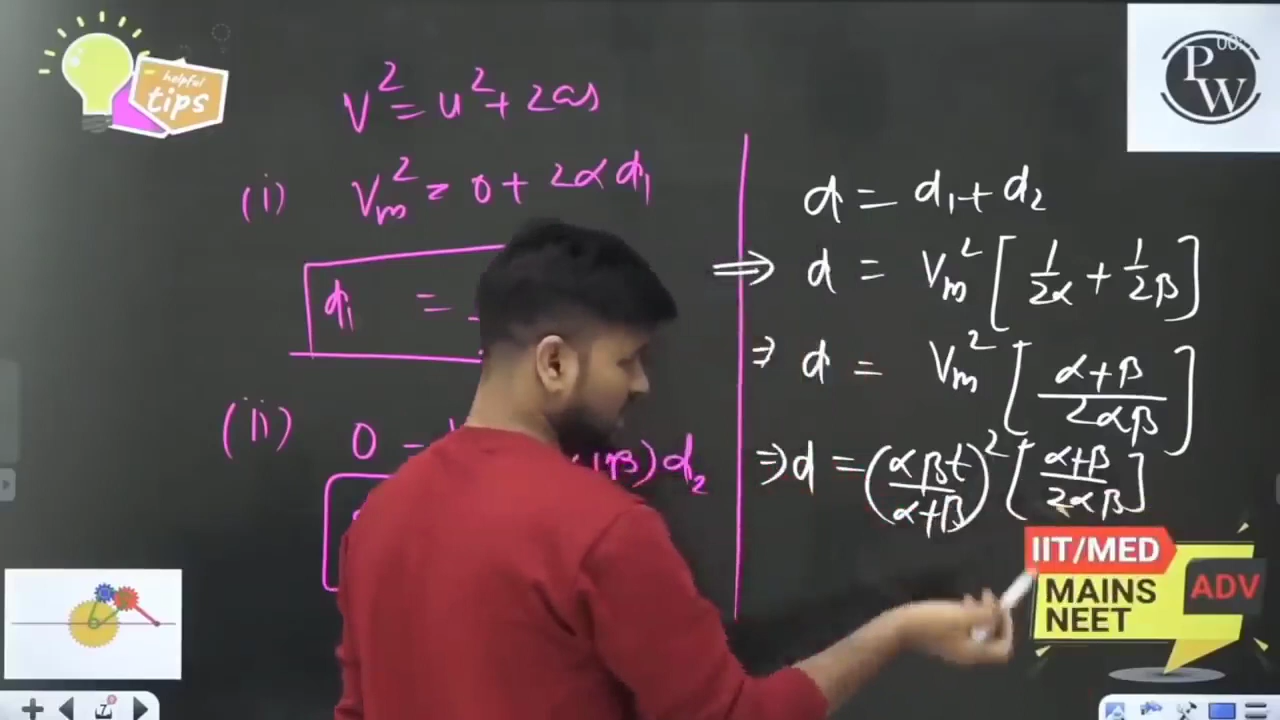 helpful
tips
V² = u² + 2as
(i) Vm² = 0 + 2α d₁
d₁ =
(ii) 0 =
β) d₂
d = d₁ + d₂
⇒ d = Vm² [1/2α + 1/2β]
⇒ d = Vm² [α+β/2αβ]
⇒ d = (αβt/α+β)² [α+β/2αβ]
P
W
IIT/MED
MAINS
NEET
ADV